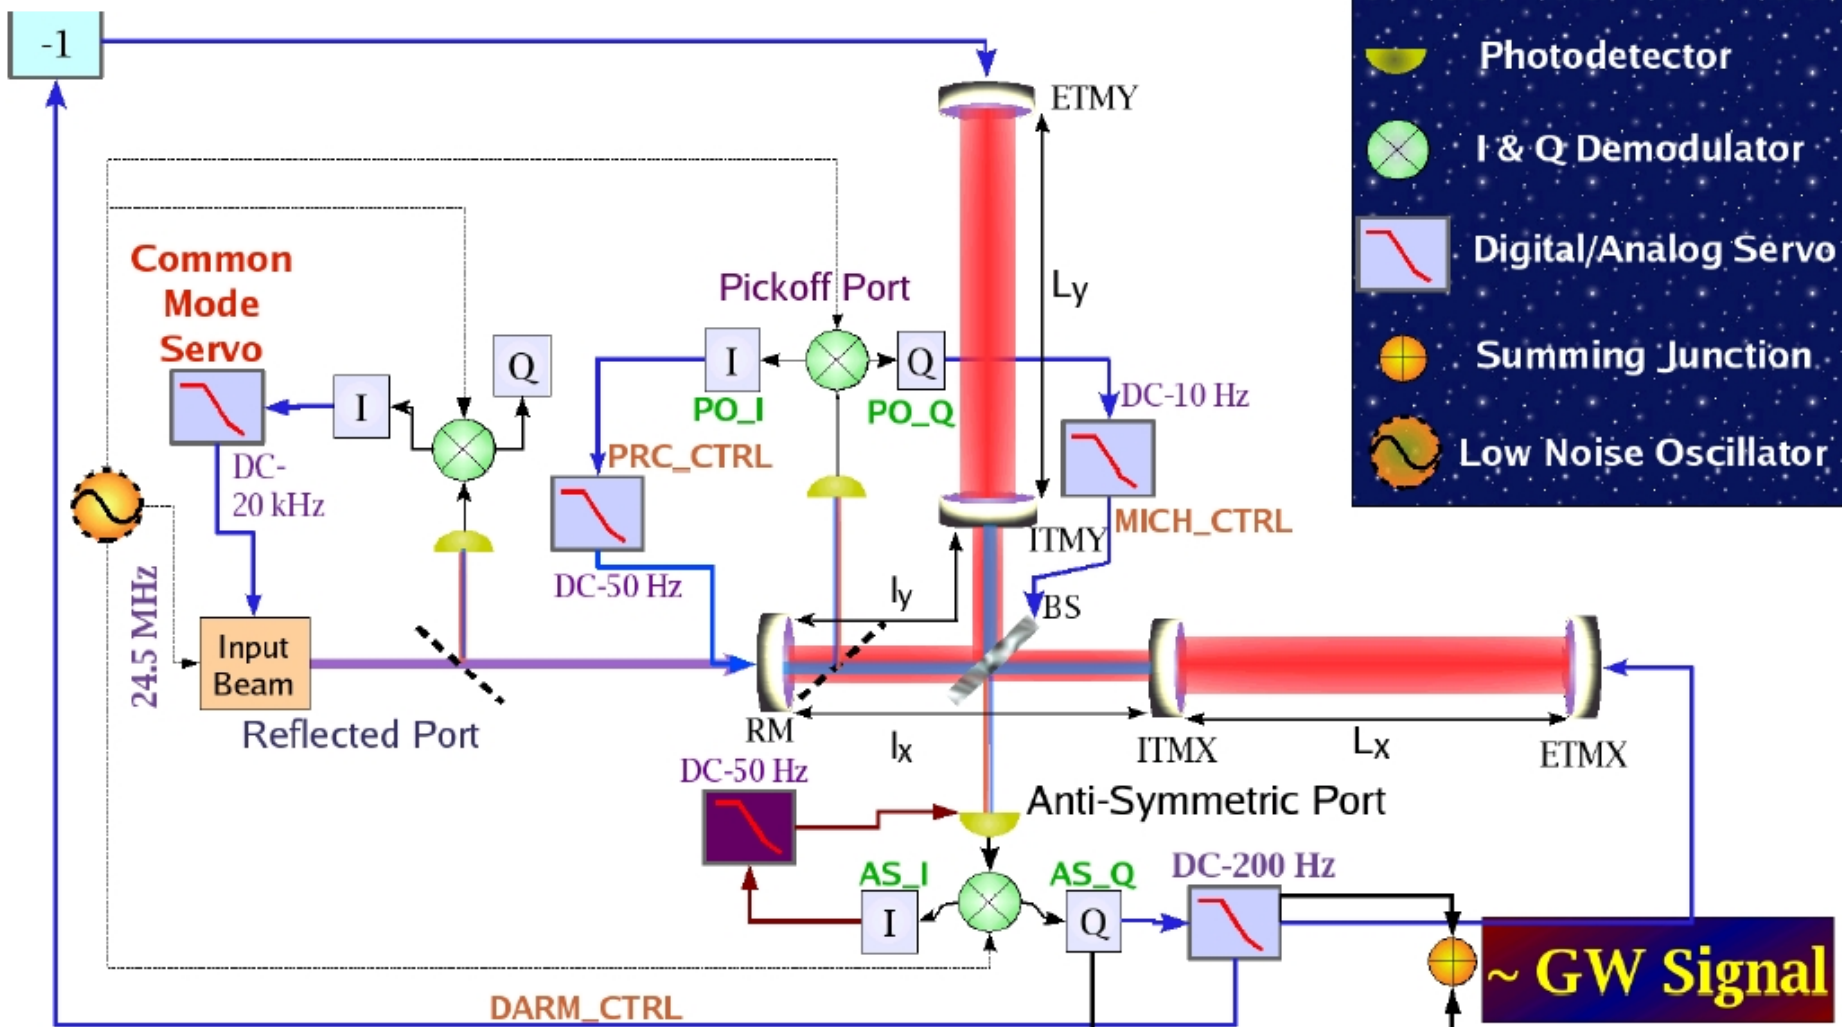 -1
ETMY
Photodetector
I & Q Demodulator
Digital/Analog Servo
Summing Junction
Low Noise Oscillator
Common
Mode
Servo
Pickoff Port
Ly
I
Q
I
Q
PO_I
PO_Q
DC-10 Hz
DC-
20 kHz
PRC_CTRL
MICH_CTRL
ITMY
24.5 MHz
DC-50 Hz
ly
BS
Input
Beam
Reflected Port
RM
lx
ITMX
Lx
ETMX
DC-50 Hz
Anti-Symmetric Port
AS_I
AS_Q
DC-200 Hz
I
Q
~ GW Signal
DARM_CTRL